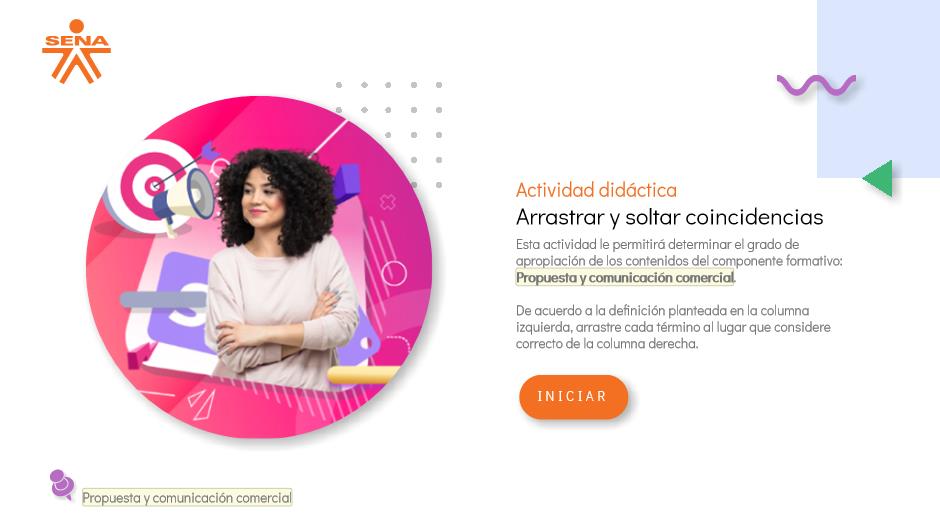 SENA
Actividad didáctica
Arrastrar y soltar coincidencias
Esta actividad le permitirá determinar el grado de
apropiación de los contenidos del componente formativo:
Propuesta y comunicación comercial.
De acuerdo a la definición planteada en la columna
izquierda, arrastre cada término al lugar que considere
correcto de la columna derecha.
INICIAR
Propuesta y comunicación comercial